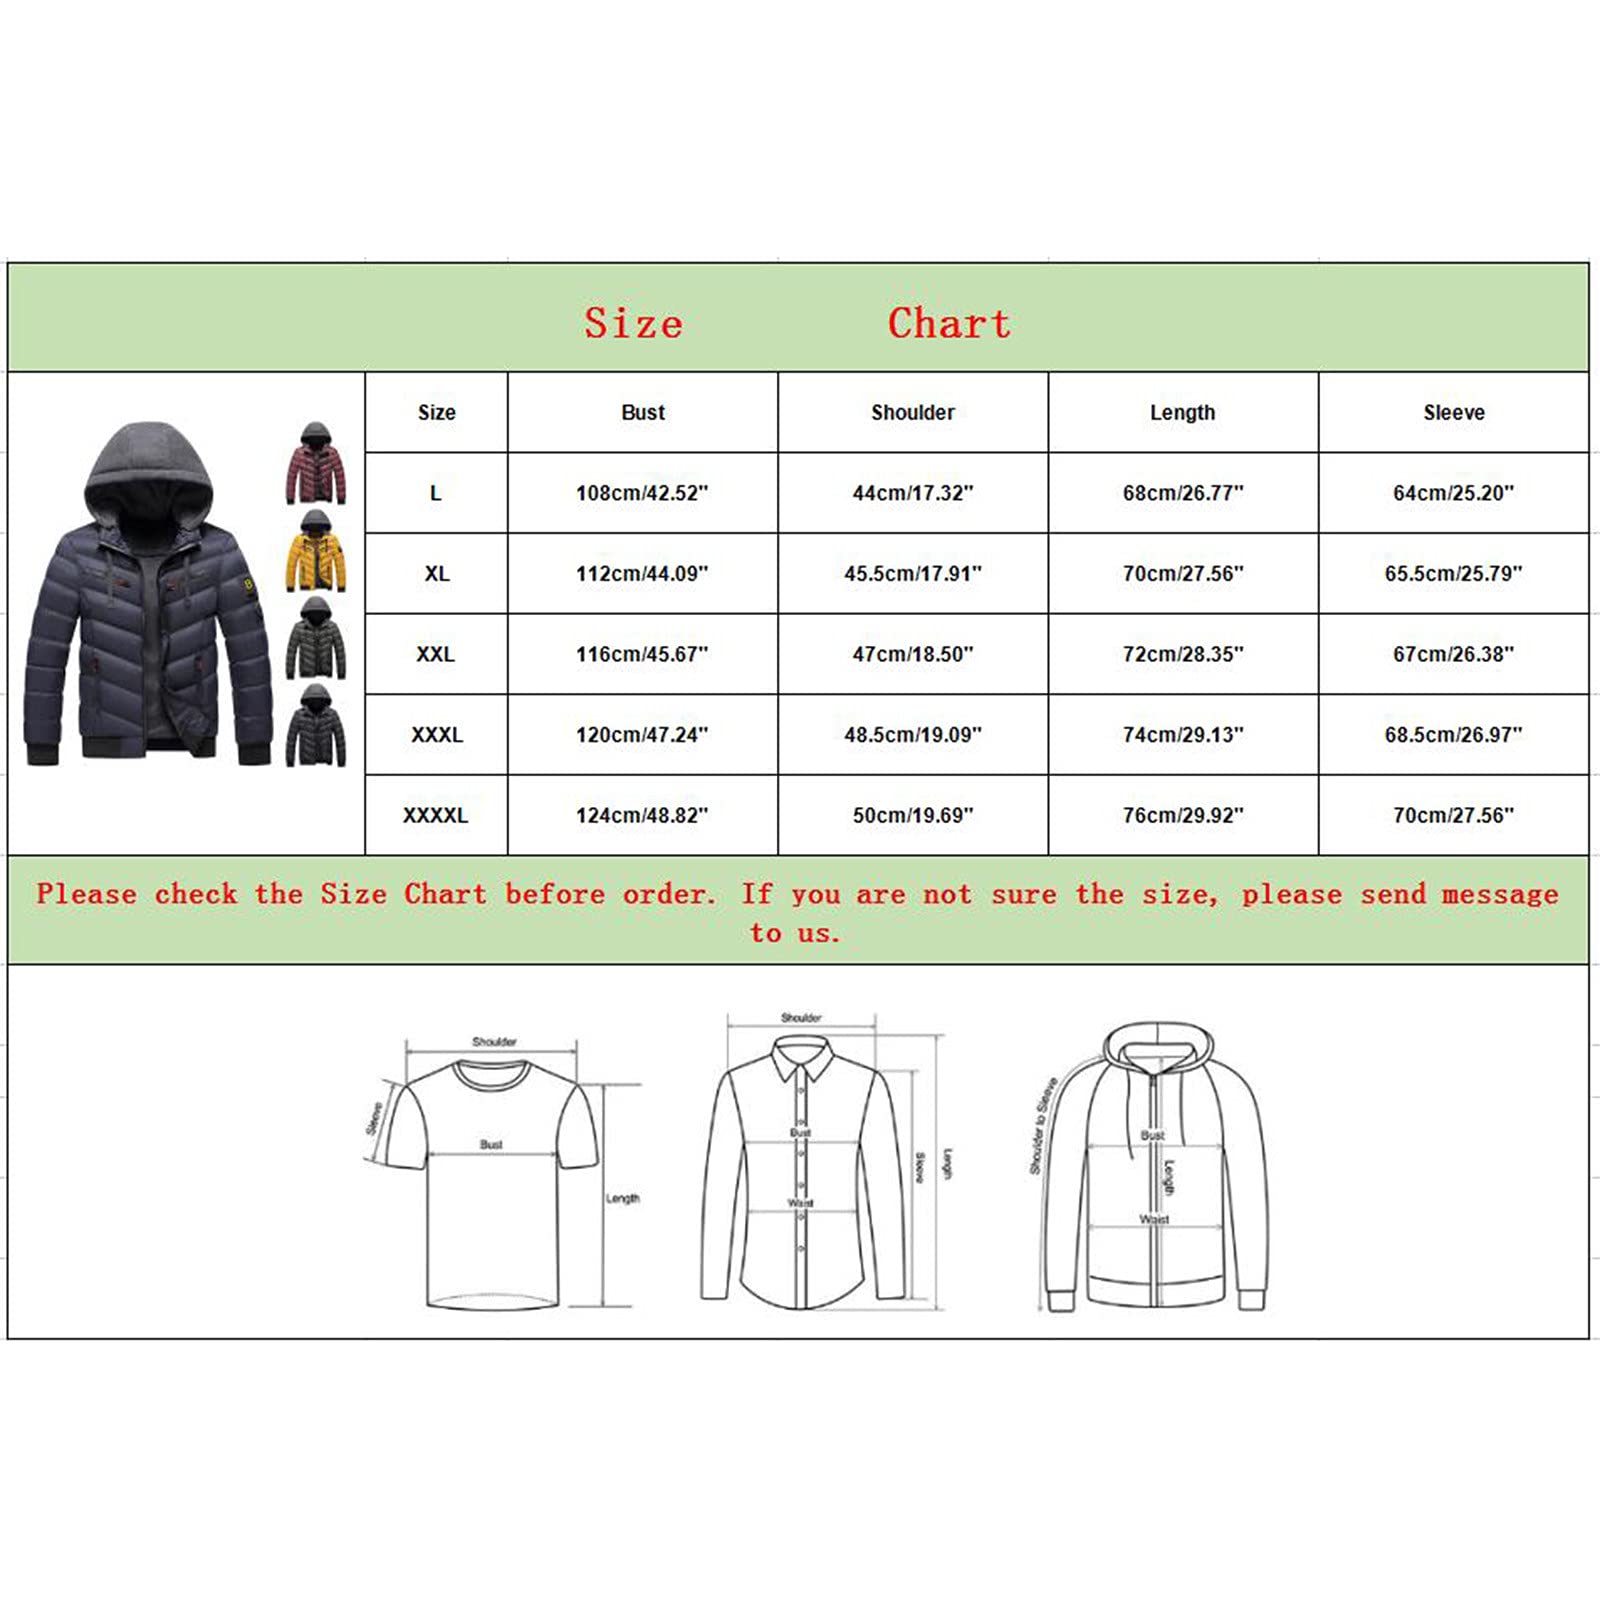 Size Chart
Size Bust Shoulder Length Sleeve
L 108cm/42.52" 44cm/17.32" 68cm/26.77" 64cm/25.20"
XL 112cm/44.09" 45.5cm/17.91" 70cm/27.56" 65.5cm/25.79"
XXL 116cm/45.67" 47cm/18.50" 72cm/28.35" 67cm/26.38"
XXXL 120cm/47.24" 48.5cm/19.09" 74cm/29.13" 68.5cm/26.97"
XXXXL 124cm/48.82" 50cm/19.69" 76cm/29.92" 70cm/27.56"
Please check the Size Chart before order. If you are not sure the size, please send message
to us.
Shoulder
Sleeve
Bust
Length
Shoulder
Bust
Waist
Sleeve
Length
Shoulder to Sleeve
Bust
Length
Waist